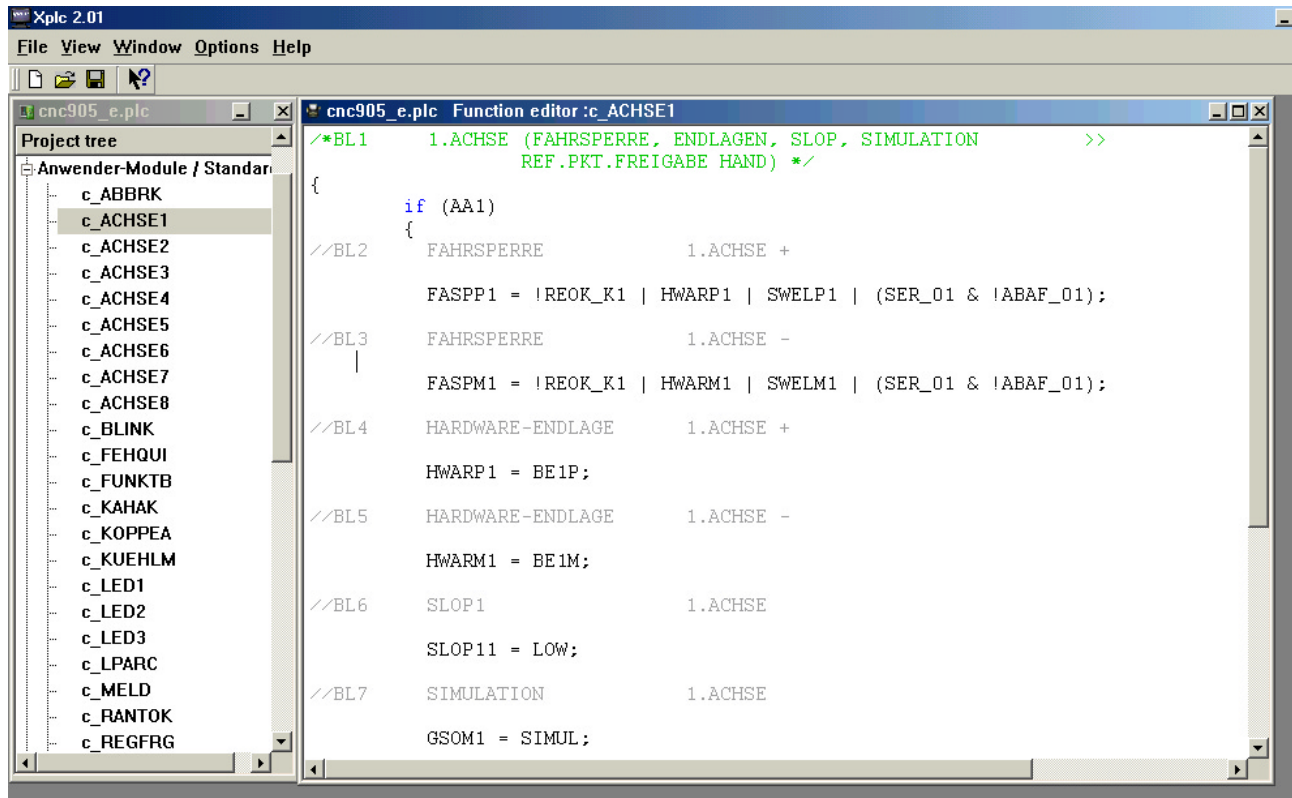 Xplc 2.01
File View Window Options Help
cnc905_e.plc
Project tree
Anwender-Module / Standar
c_ABBRK
c_ACHSE1
c_ACHSE2
c_ACHSE3
c_ACHSE4
c_ACHSE5
c_ACHSE6
c_ACHSE7
c_ACHSE8
c_BLINK
c_FEHQUI
c_FUNKTB
c_KAHAK
c_KOPPEA
c_KUEHLM
c_LED1
c_LED2
c_LED3
c_LPARC
c_MELD
c_RANTOK
c_REGFRG
cnc905_e.plc Function editor :c_ACHSE1
/*BL1 1.ACHSE (FAHRSPERRE, ENDLAGEN, SLOP, SIMULATION >>
REF.PKT.FREIGABE HAND) */
{
if (AA1)
{
//BL2 FAHRSPERRE 1.ACHSE +
FASPP1 = !REOK_K1 | HWARP1 | SWELP1 | (SER_01 & !ABAF_01);
//BL3 FAHRSPERRE 1.ACHSE -
FASPM1 = !REOK_K1 | HWARM1 | SWELM1 | (SER_01 & !ABAF_01);
//BL4 HARDWARE-ENDLAGE 1.ACHSE +
HWARP1 = BE1P;
//BL5 HARDWARE-ENDLAGE 1.ACHSE -
HWARM1 = BE1M;
//BL6 SLOP1 1.ACHSE
SLOP11 = LOW;
//BL7 SIMULATION 1.ACHSE
GSOM1 = SIMUL;